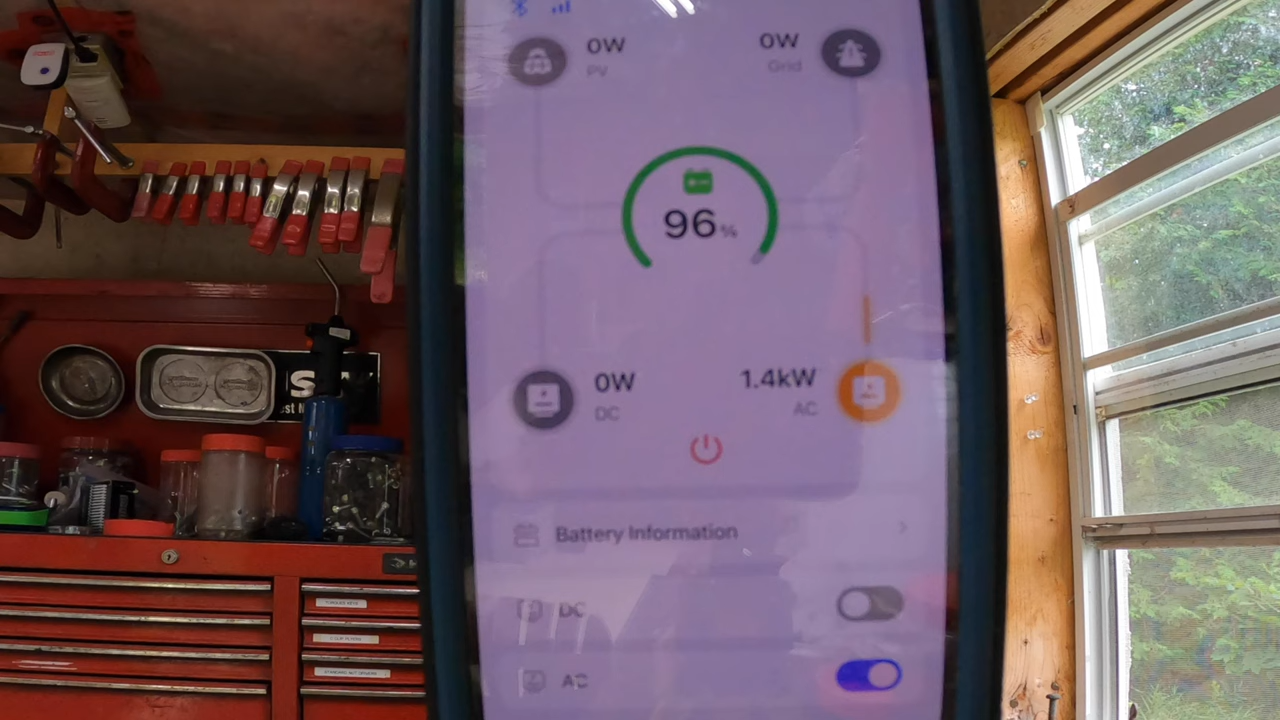 0W
PV
0W
Grid
96%
0W
DC
1.4kW
AC
Battery Information
DC
AC